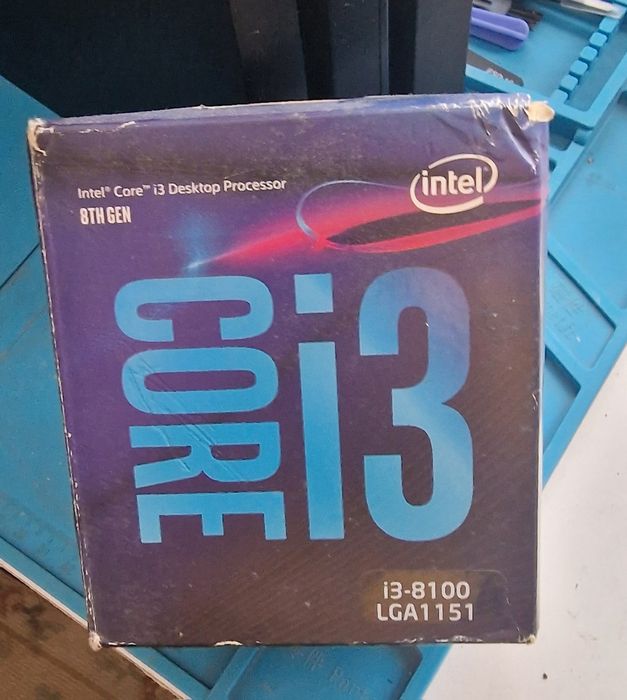 Intel® Core™ i3 Desktop Processor
8TH GEN
intel
CORE i3
i3-8100
LGA1151